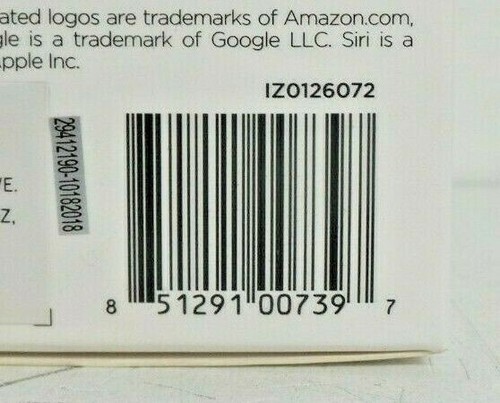 ated logos are trademarks of Amazon.com,
gle is a trademark of Google LLC. Siri is a
Apple Inc.
IZ0126072
29412190-10182018
E.
Z,
8 51291 00739 7